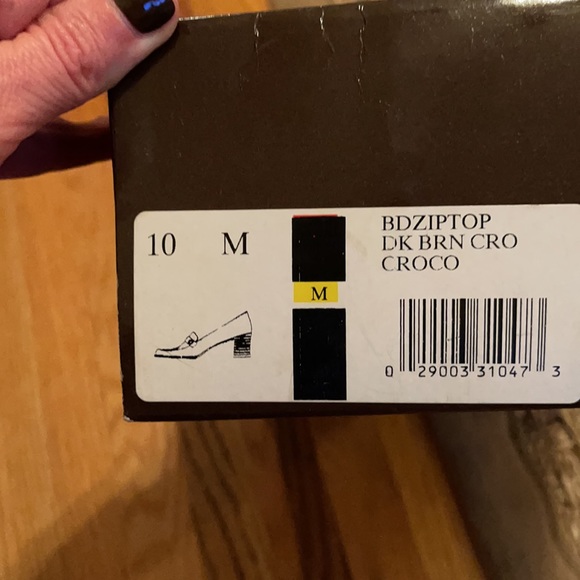 10 M
M
BDZIPTOP
DK BRN CRO
CROCO
0 29003 31047 3